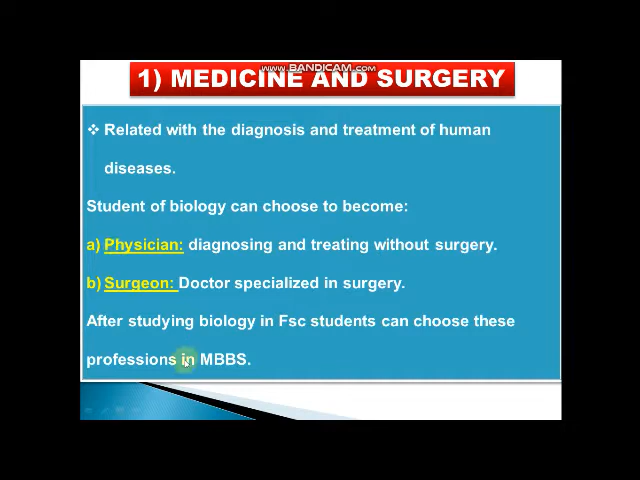 www.BANDICAM.com
1) MEDICINE AND SURGERY
❖ Related with the diagnosis and treatment of human
diseases.
Student of biology can choose to become:
a) Physician: diagnosing and treating without surgery.
b) Surgeon: Doctor specialized in surgery.
After studying biology in Fsc students can choose these
professions in MBBS.